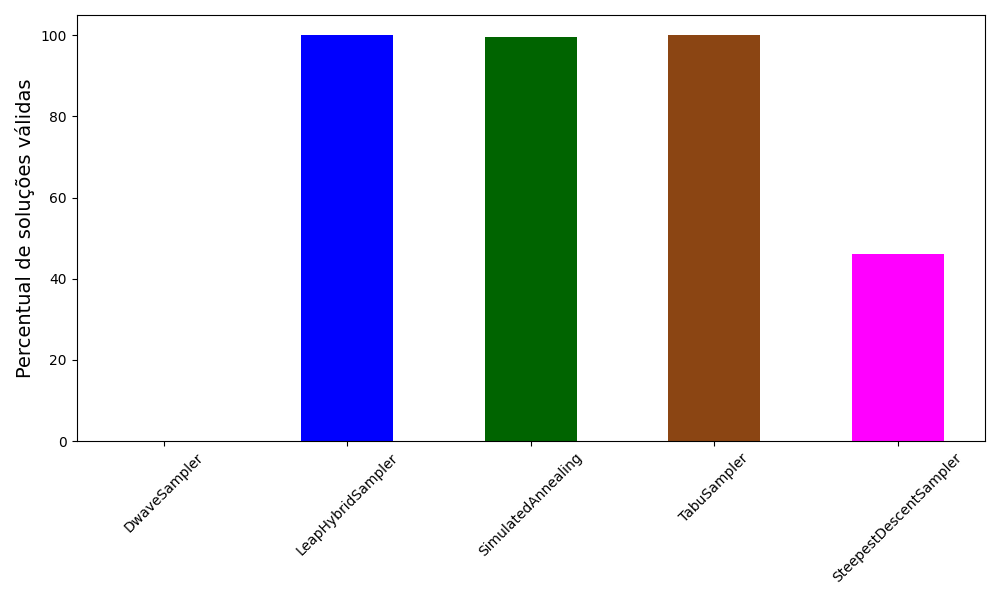 Percentual de soluções válidas
100
80
60
40
20
0
DwaveSampler
LeapHybridSampler
SimulatedAnnealing
TabuSampler
SteepestDescentSampler